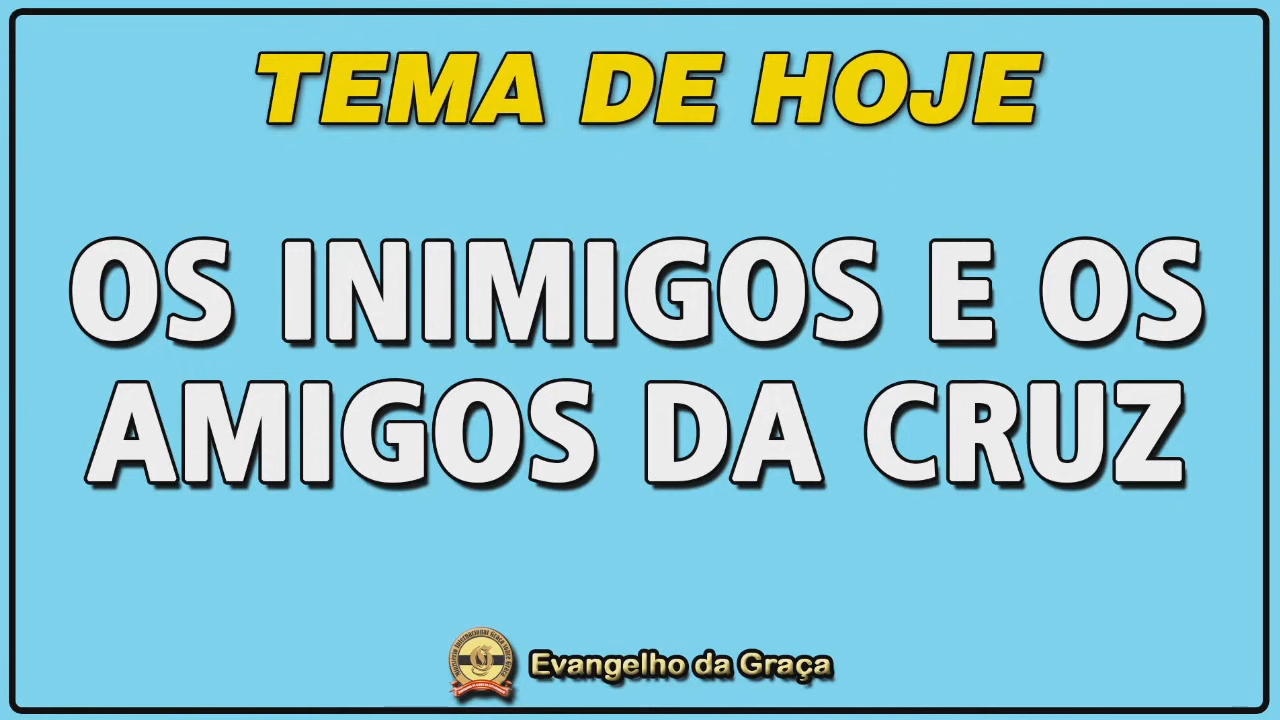 TEMA DE HOJE
OS INIMIGOS E OS
AMIGOS DA CRUZ
Evangelho da Graça